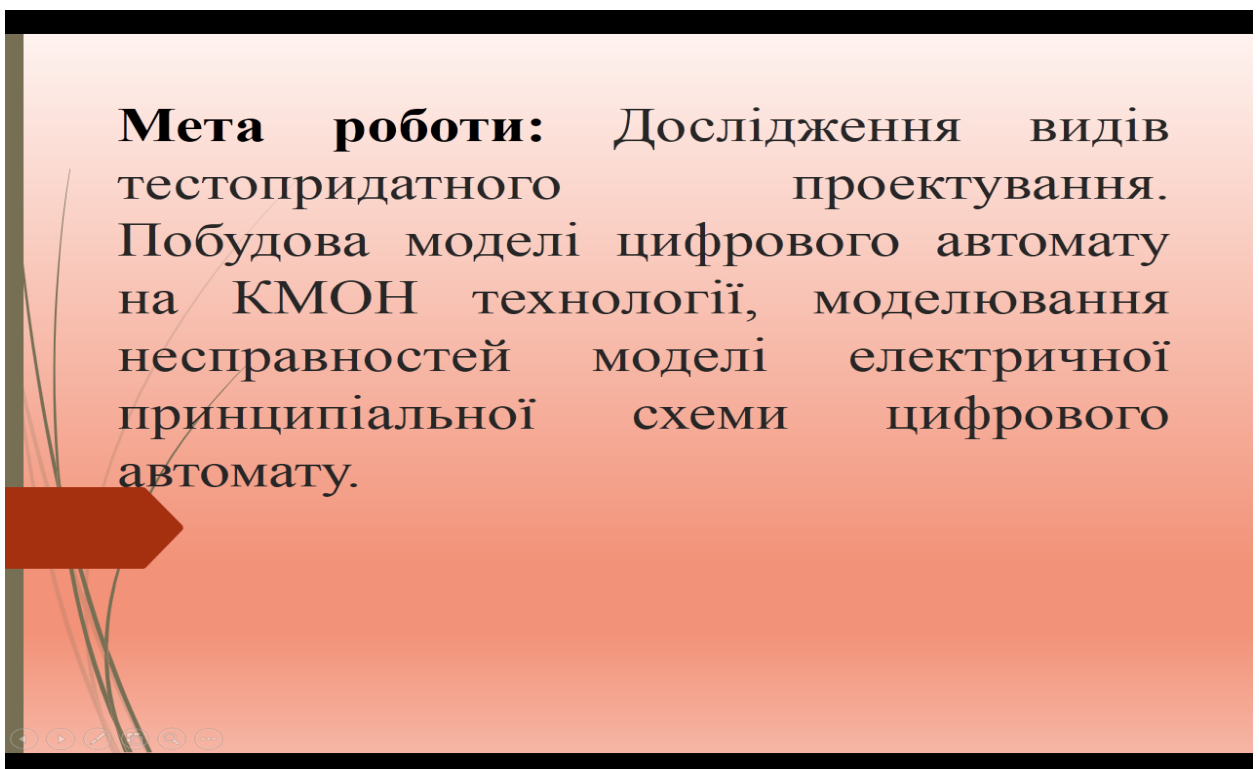 Мета роботи: Дослідження видів
тестопридатного проектування.
Побудова моделі цифрового автомату
на КМОН технології, моделювання
несправностей моделі електричної
принципіальної схеми цифрового
автомату.